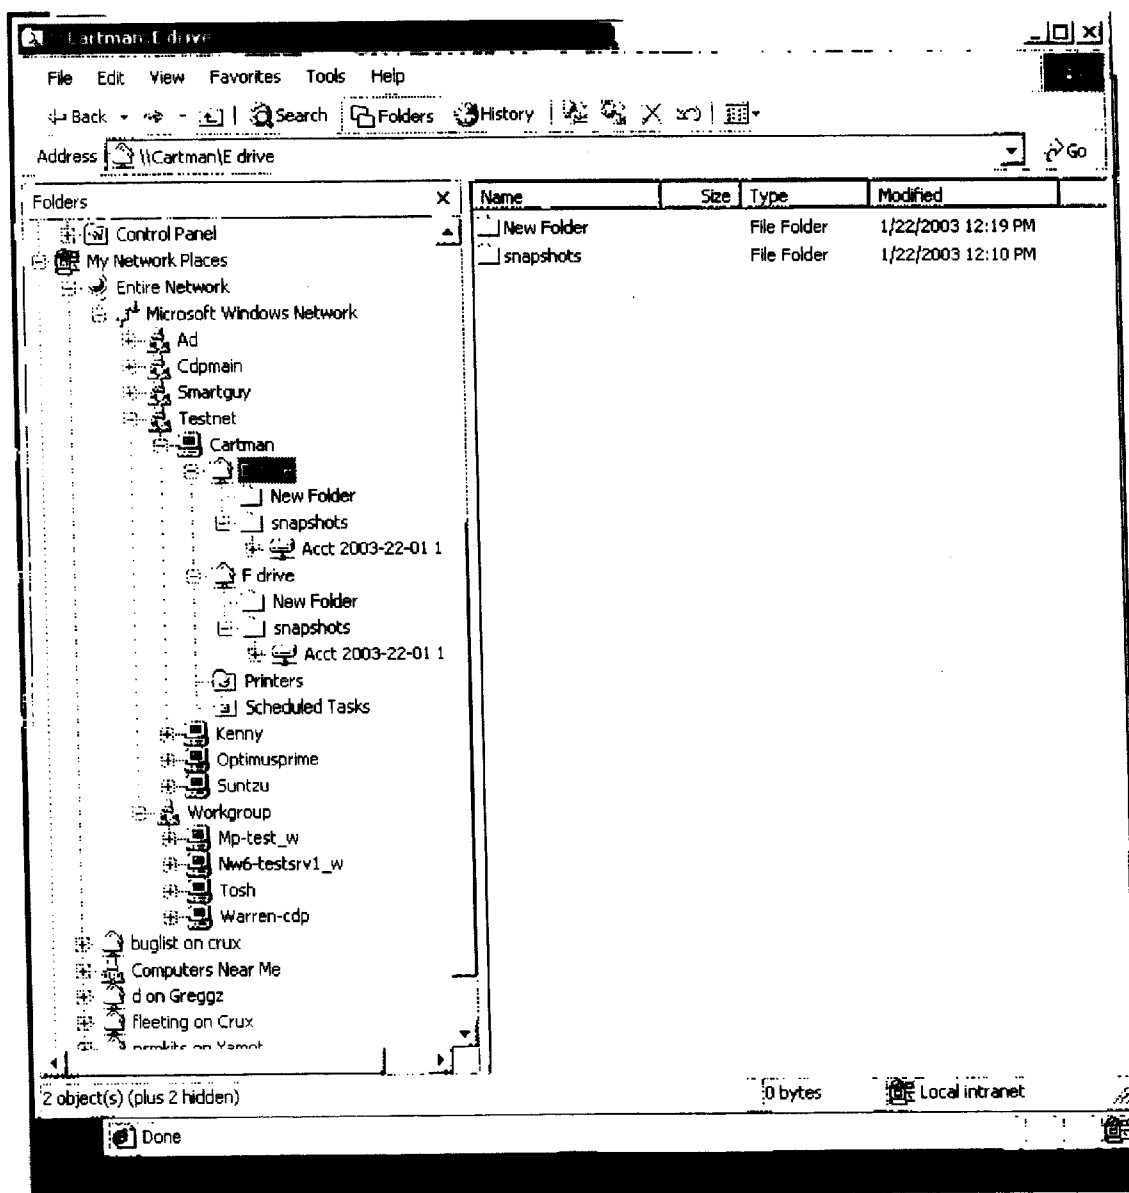 Cartman\E drive
File Edit View Favorites Tools Help
Back Search Folders History
Address \\Cartman\E drive Go
Folders Name Size Type Modified
Control Panel New Folder File Folder 1/22/2003 12:19 PM
My Network Places snapshots File Folder 1/22/2003 12:10 PM
Entire Network
Microsoft Windows Network
Ad
Cdpmain
Smartguy
Testnet
Cartman
New Folder
snapshots
Acct 2003-22-01 1
F drive
New Folder
snapshots
Acct 2003-22-01 1
Printers
Scheduled Tasks
Kenny
Optimusprime
Suntzu
Workgroup
Mp-test_w
Nw6-testsrv1_w
Tosh
Warren-cdp
buglist on crux
Computers Near Me
d on Greggz
fleeting on Crux
2 object(s) (plus 2 hidden) 0 bytes Local intranet
Done